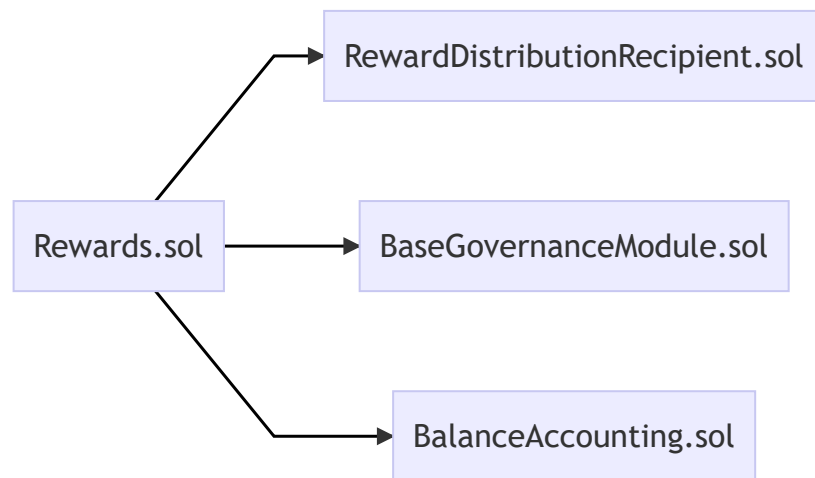 RewardDistributionRecipient.sol
Rewards.sol
BaseGovernanceModule.sol
BalanceAccounting.sol